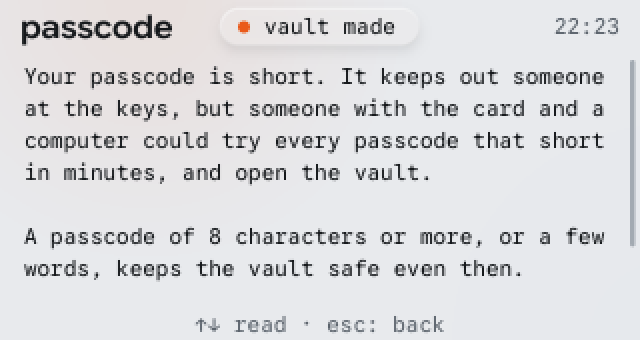 passcode
vault made
22:23
Your passcode is short. It keeps out someone
at the keys, but someone with the card and a
computer could try every passcode that short
in minutes, and open the vault.
A passcode of 8 characters or more, or a few
words, keeps the vault safe even then.
↑↓ read · esc: back